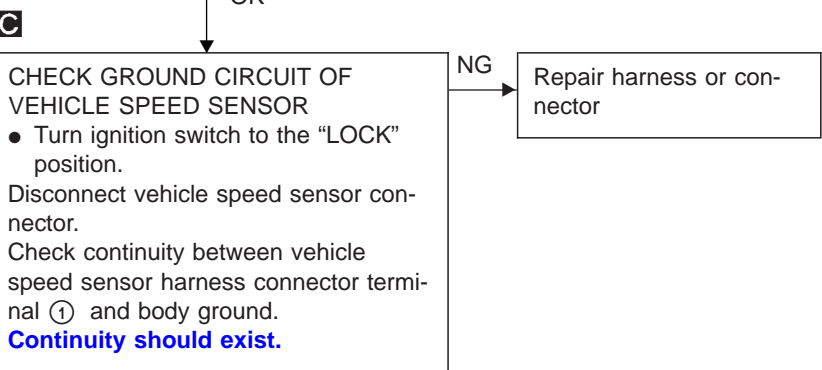 OK
C
CHECK GROUND CIRCUIT OF
VEHICLE SPEED SENSOR
● Turn ignition switch to the “LOCK”
position.
Disconnect vehicle speed sensor con-
nector.
Check continuity between vehicle
speed sensor harness connector termi-
nal ① and body ground.
Continuity should exist.
NG
Repair harness or con-
nector